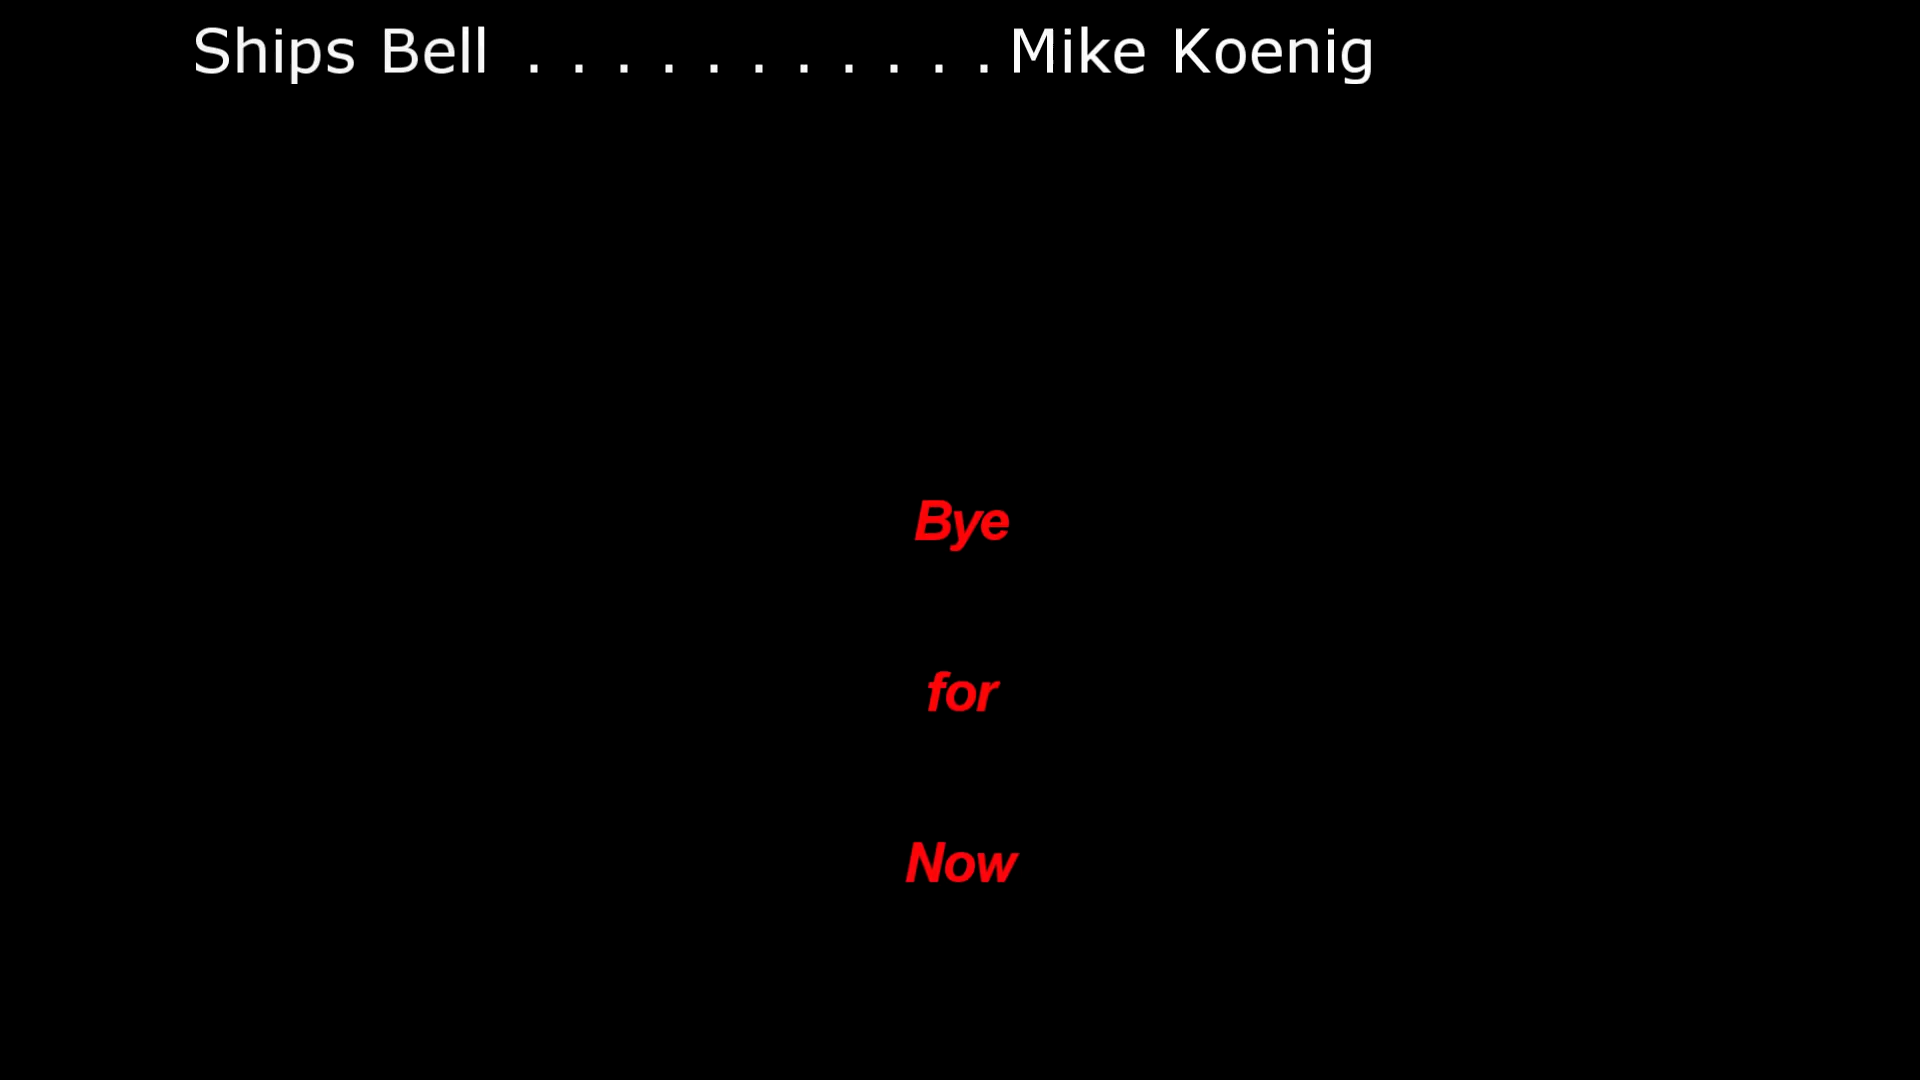 Ships Bell . . . . . . . . . . . Mike Koenig
Bye
for
Now